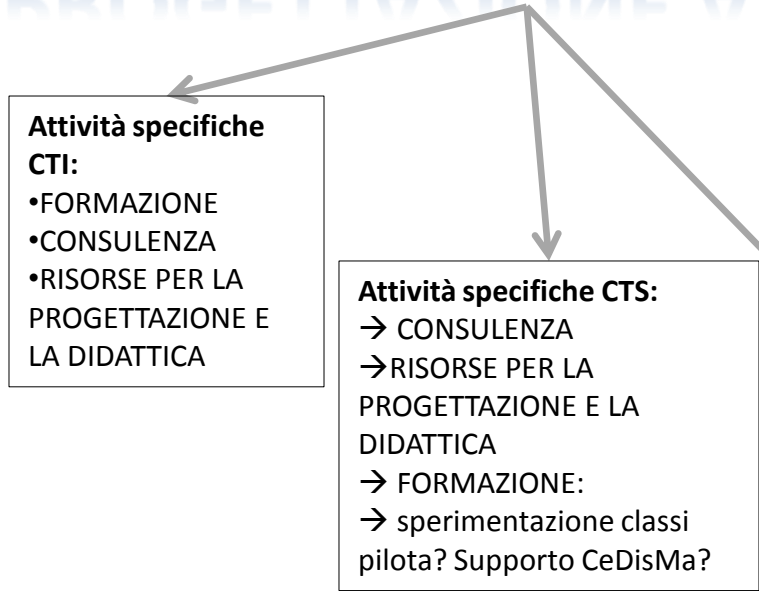 Attività specifiche
CTI:
•FORMAZIONE
•CONSULENZA
•RISORSE PER LA
PROGETTAZIONE E
LA DIDATTICA
Attività specifiche CTS:
→ CONSULENZA
→RISORSE PER LA
PROGETTAZIONE E LA
DIDATTICA
→ FORMAZIONE:
→ sperimentazione classi
pilota? Supporto CeDisMa?